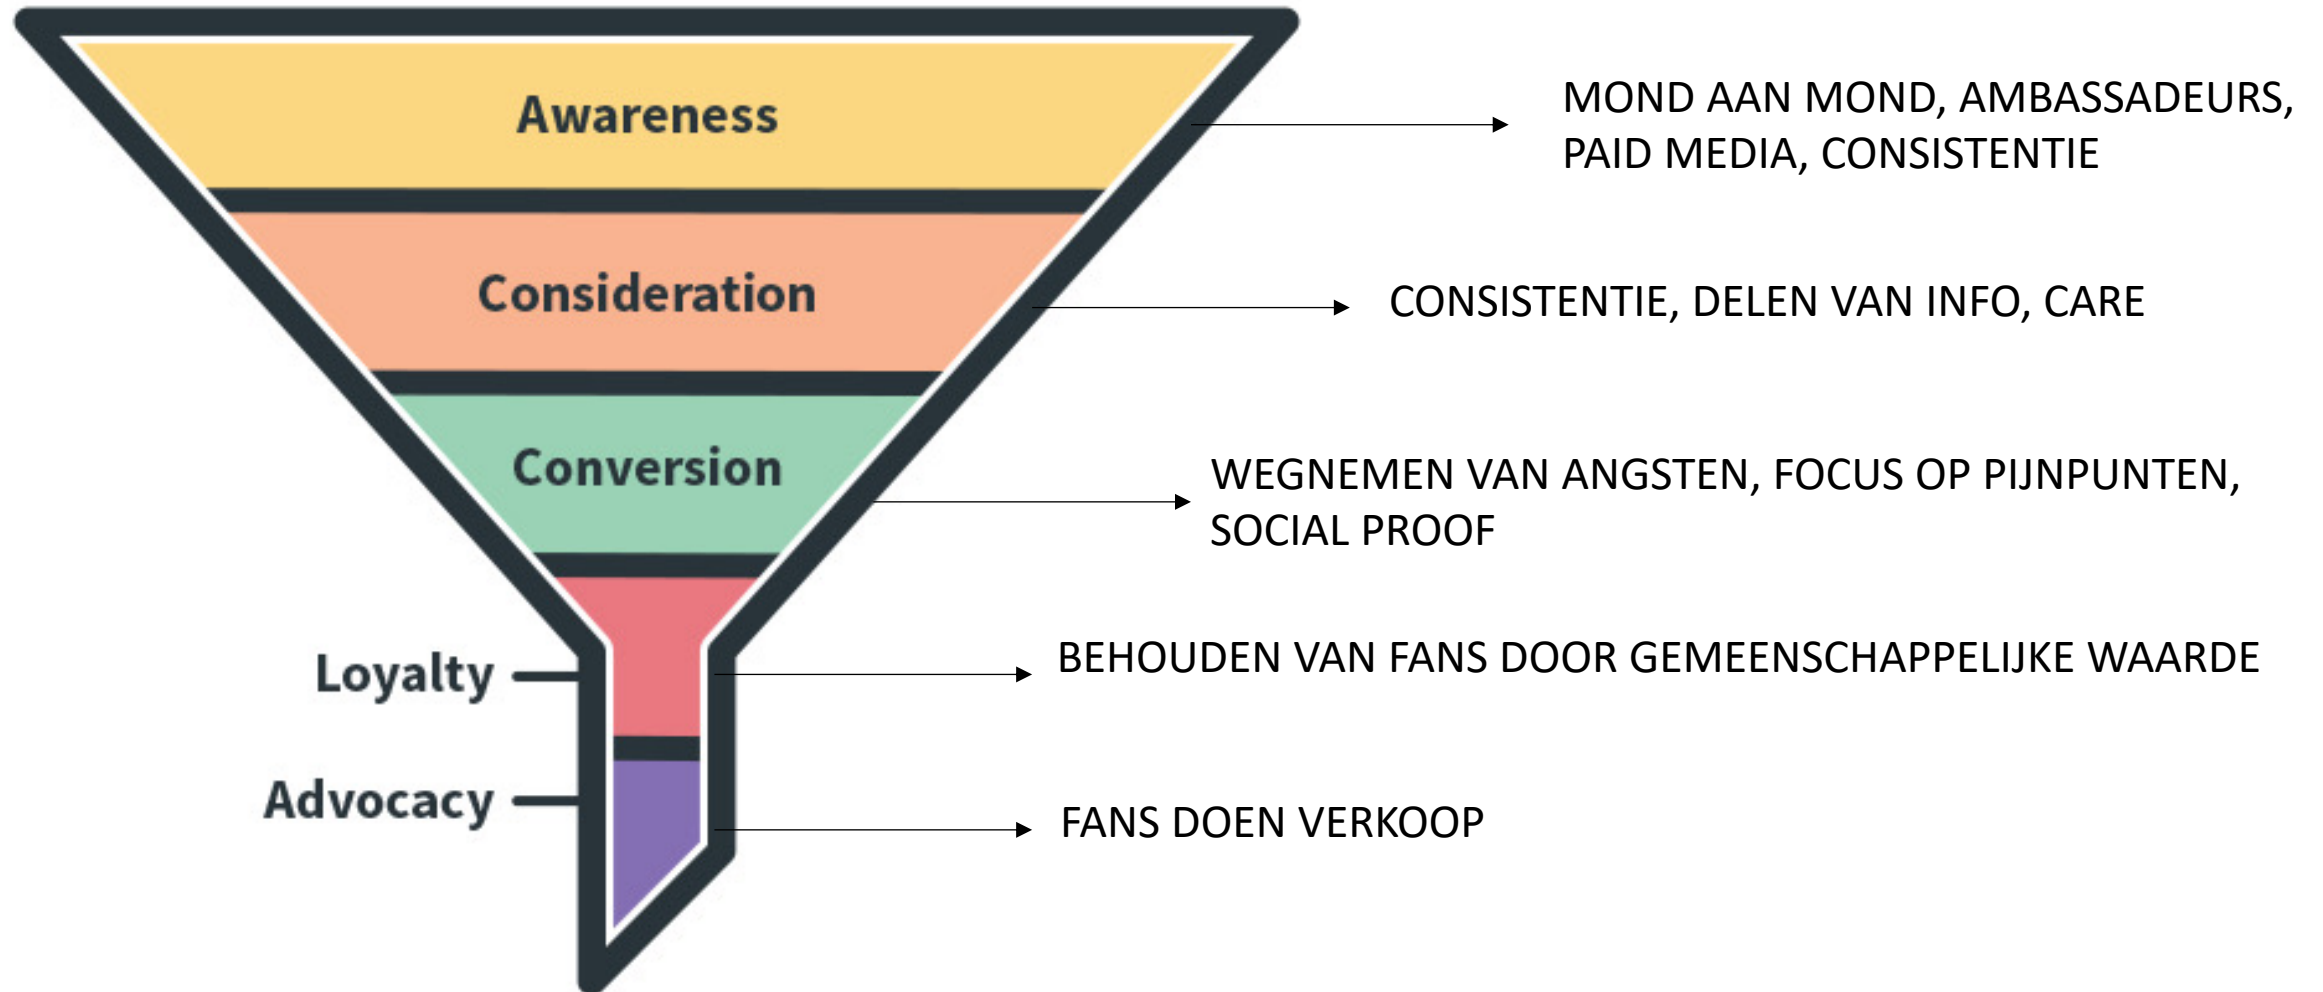 Awareness
MOND AAN MOND, AMBASSADEURS,
PAID MEDIA, CONSISTENTIE
Consideration
CONSISTENTIE, DELEN VAN INFO, CARE
Conversion
WEGNEMEN VAN ANGSTEN, FOCUS OP PIJNPUNTEN,
SOCIAL PROOF
Loyalty
BEHOUDEN VAN FANS DOOR GEMEENSCHAPPELIJKE WAARDE
Advocacy
FANS DOEN VERKOOP